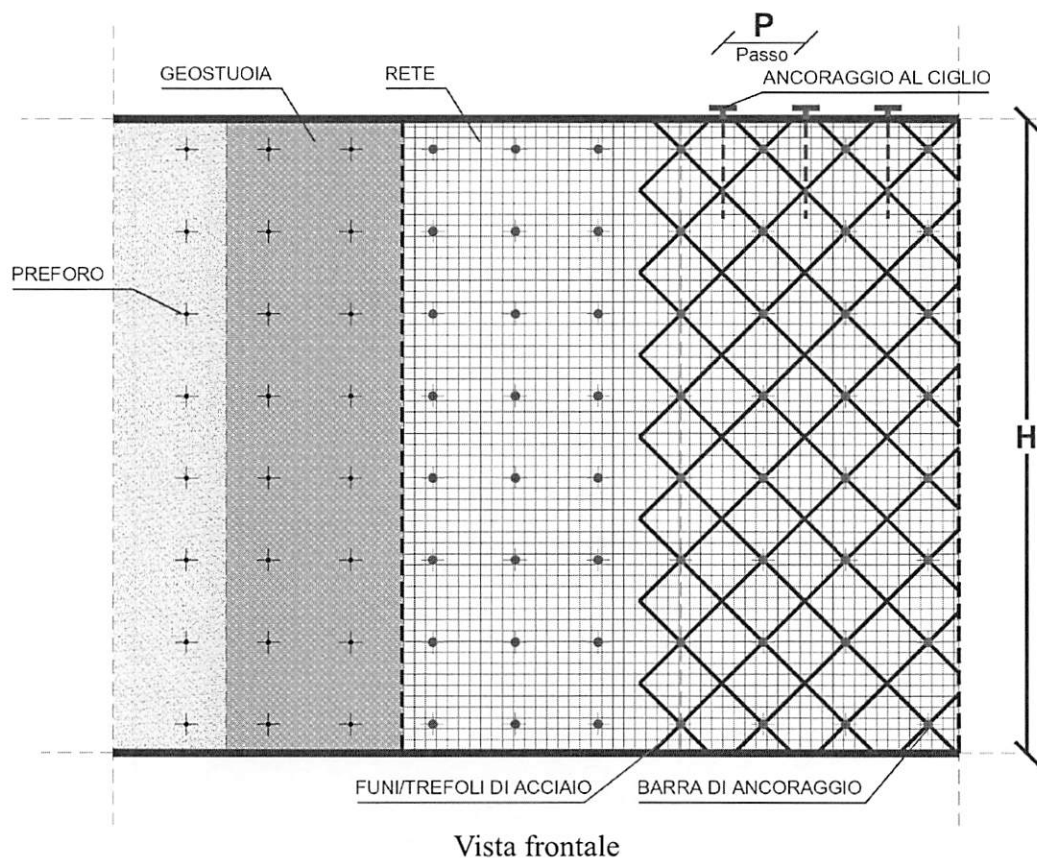 P
Passo
GEOSTUOIA
RETE
ANCORAGGIO AL CIGLIO
PREFORO
H
FUNI/TREFOLI DI ACCIAIO
BARRA DI ANCORAGGIO
Vista frontale